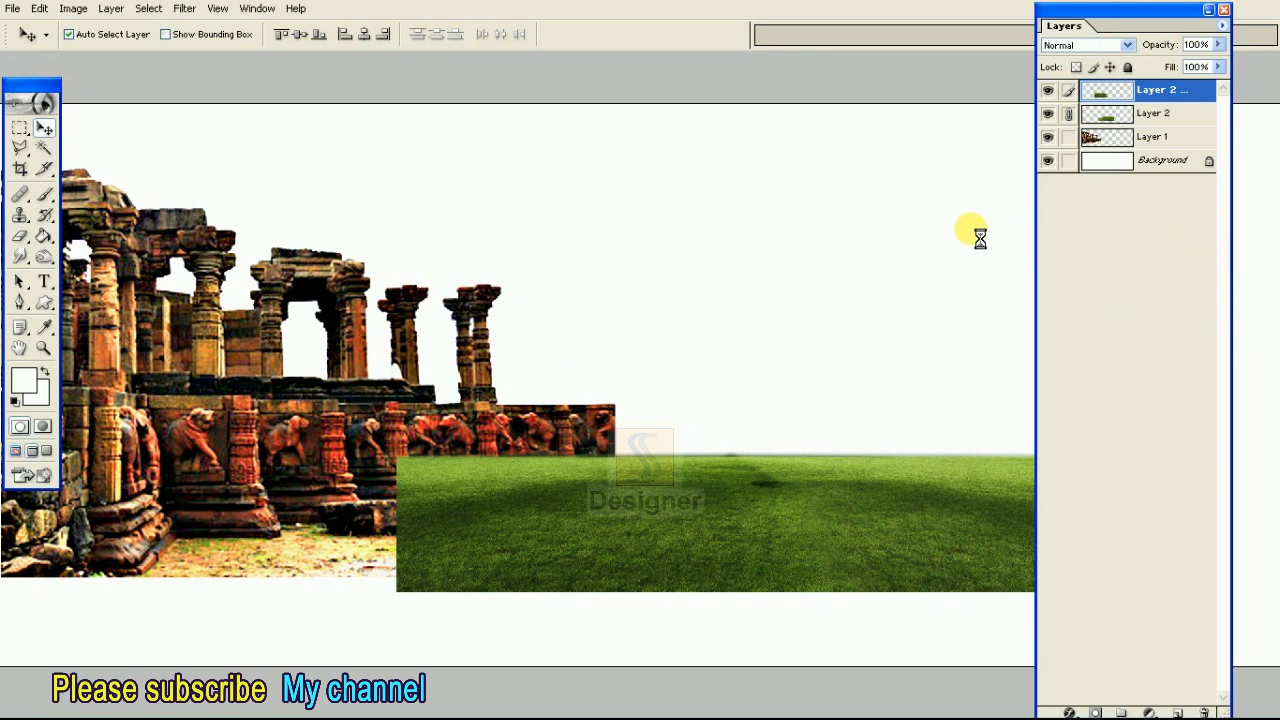 File Edit Image Layer Select Filter View Window Help
Auto Select Layer Show Bounding Box
Layers
Normal Opacity: 100%
Lock: Fill: 100%
Layer 2 ...
Layer 2
Layer 1
Background
T
S
Designer
Please subscribe My channel